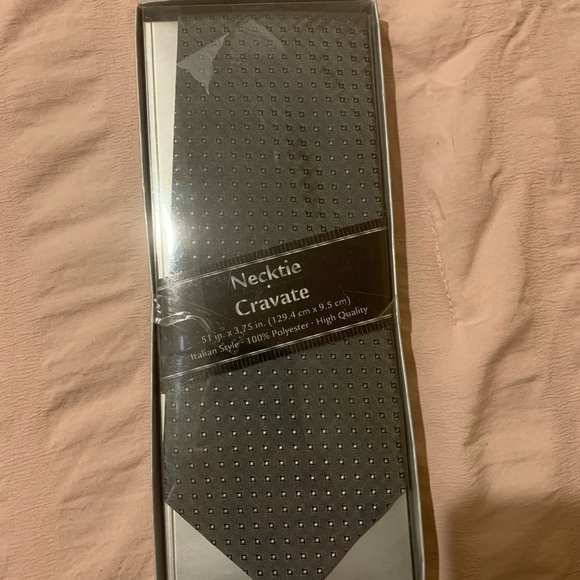 Necktie
·
Cravate
51 in. x 3.75 in. (129.4 cm x 9.5 cm)
Italian Style · 100% Polyester · High Quality